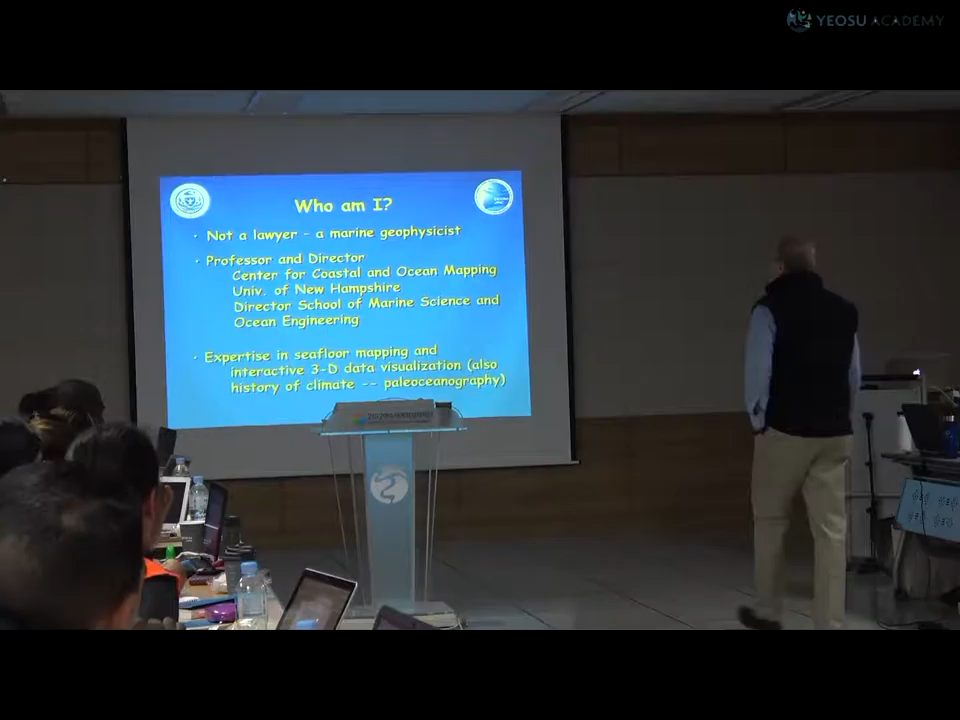 YEOSU ACADEMY
Who am I?
· Not a lawyer – a marine geophysicist
· Professor and Director
Center for Coastal and Ocean Mapping
Univ. of New Hampshire
Director School of Marine Science and
Ocean Engineering
· Expertise in seafloor mapping and
interactive 3-D data visualization (also
history of climate -- paleoceanography)